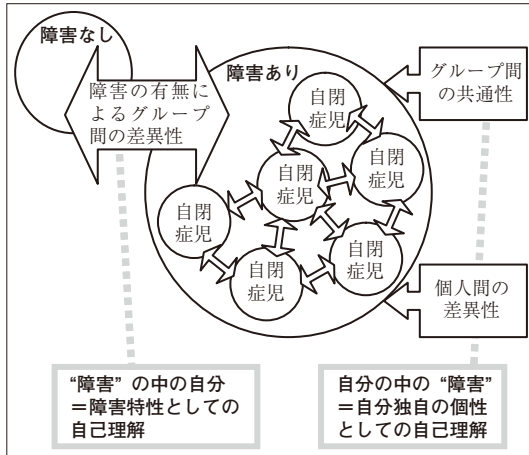 障害なし
障害あり
障害の有無に
よるグループ
間の差異性
グループ間
の共通性
自閉
症児
自閉
症児
自閉
症児
自閉
症児
自閉
症児
自閉
症児
個人間の
差異性
“障害”の中の自分
＝障害特性としての
自己理解
自分の中の“障害”
＝自分独自の個性
としての自己理解